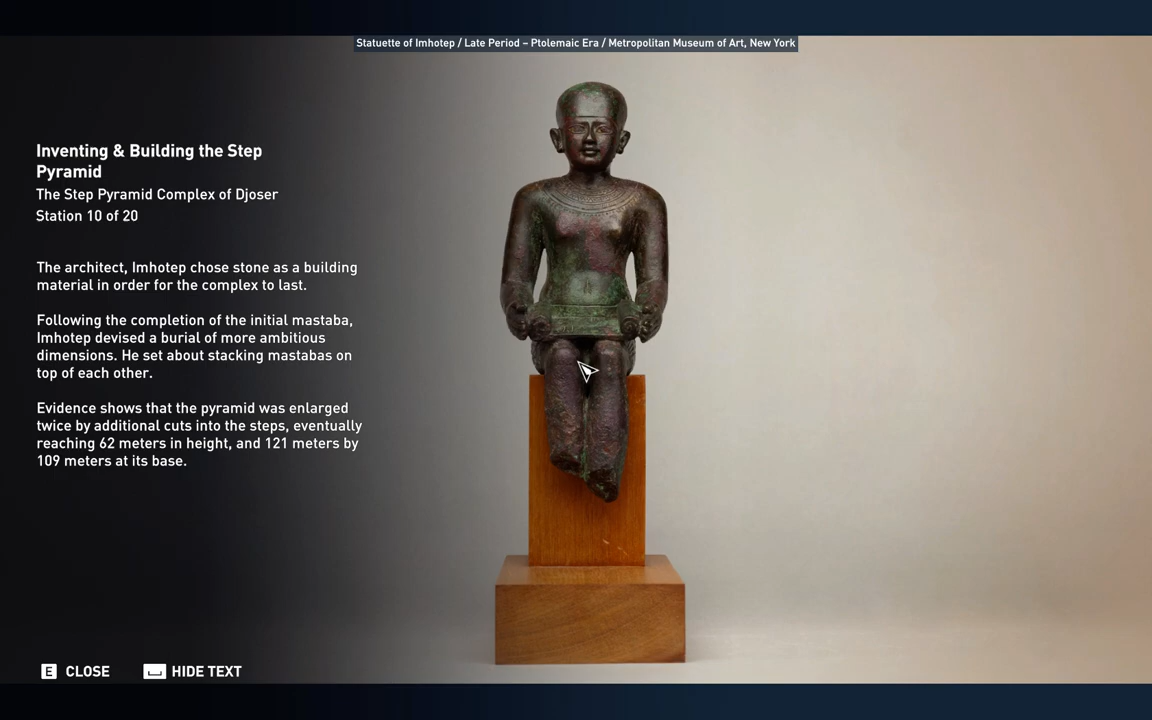 Statuette of Imhotep / Late Period – Ptolemaic Era / Metropolitan Museum of Art, New York
Inventing & Building the Step
Pyramid
The Step Pyramid Complex of Djoser
Station 10 of 20
The architect, Imhotep chose stone as a building
material in order for the complex to last.
Following the completion of the initial mastaba,
Imhotep devised a burial of more ambitious
dimensions. He set about stacking mastabas on
top of each other.
Evidence shows that the pyramid was enlarged
twice by additional cuts into the steps, eventually
reaching 62 meters in height, and 121 meters by
109 meters at its base.
E CLOSE HIDE TEXT